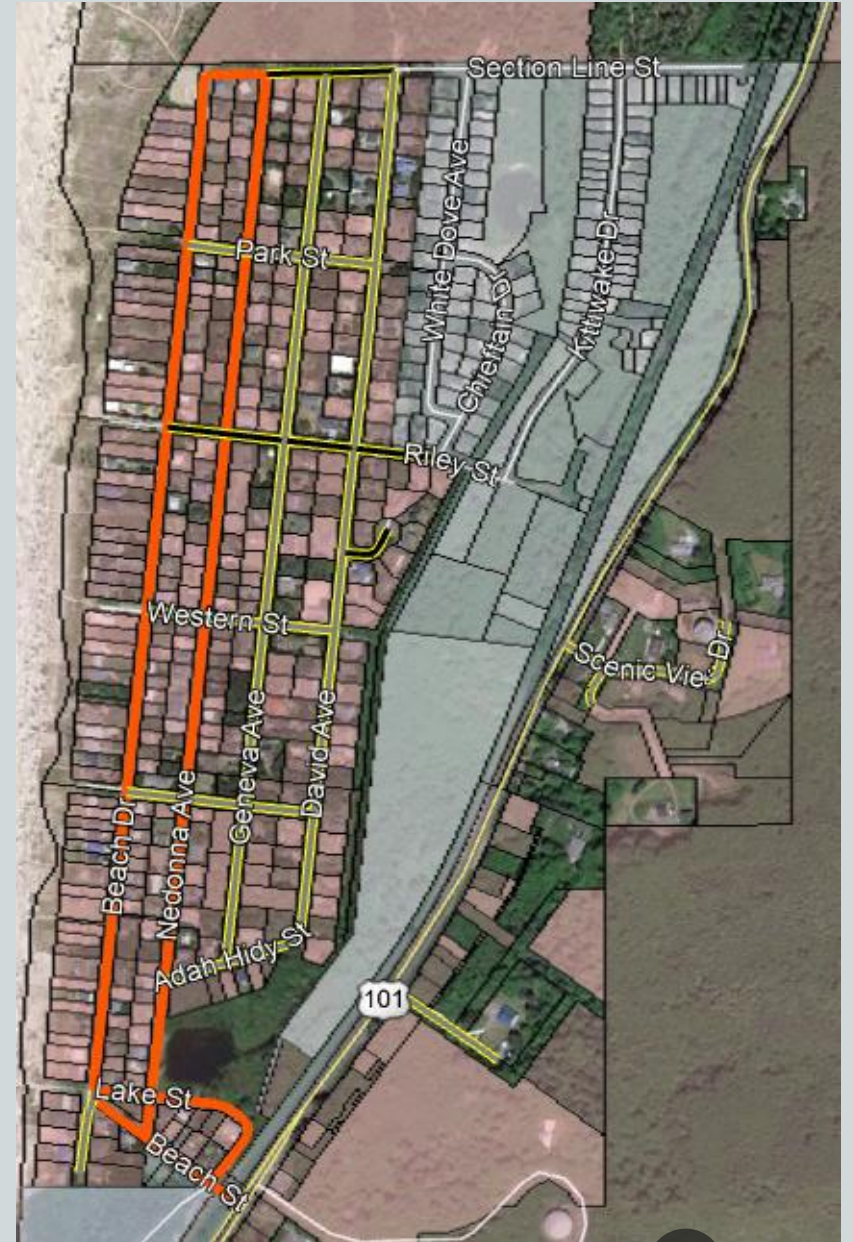 Section Line St
White Dove Ave
Park St
Kittiwake Dr
Chieftain Dr
Riley St
Western St
Scenic View Dr
Geneva Ave
David Ave
Beach Dr
Nedonna Ave
Adah Hidy St
101
Lake St
Beach St